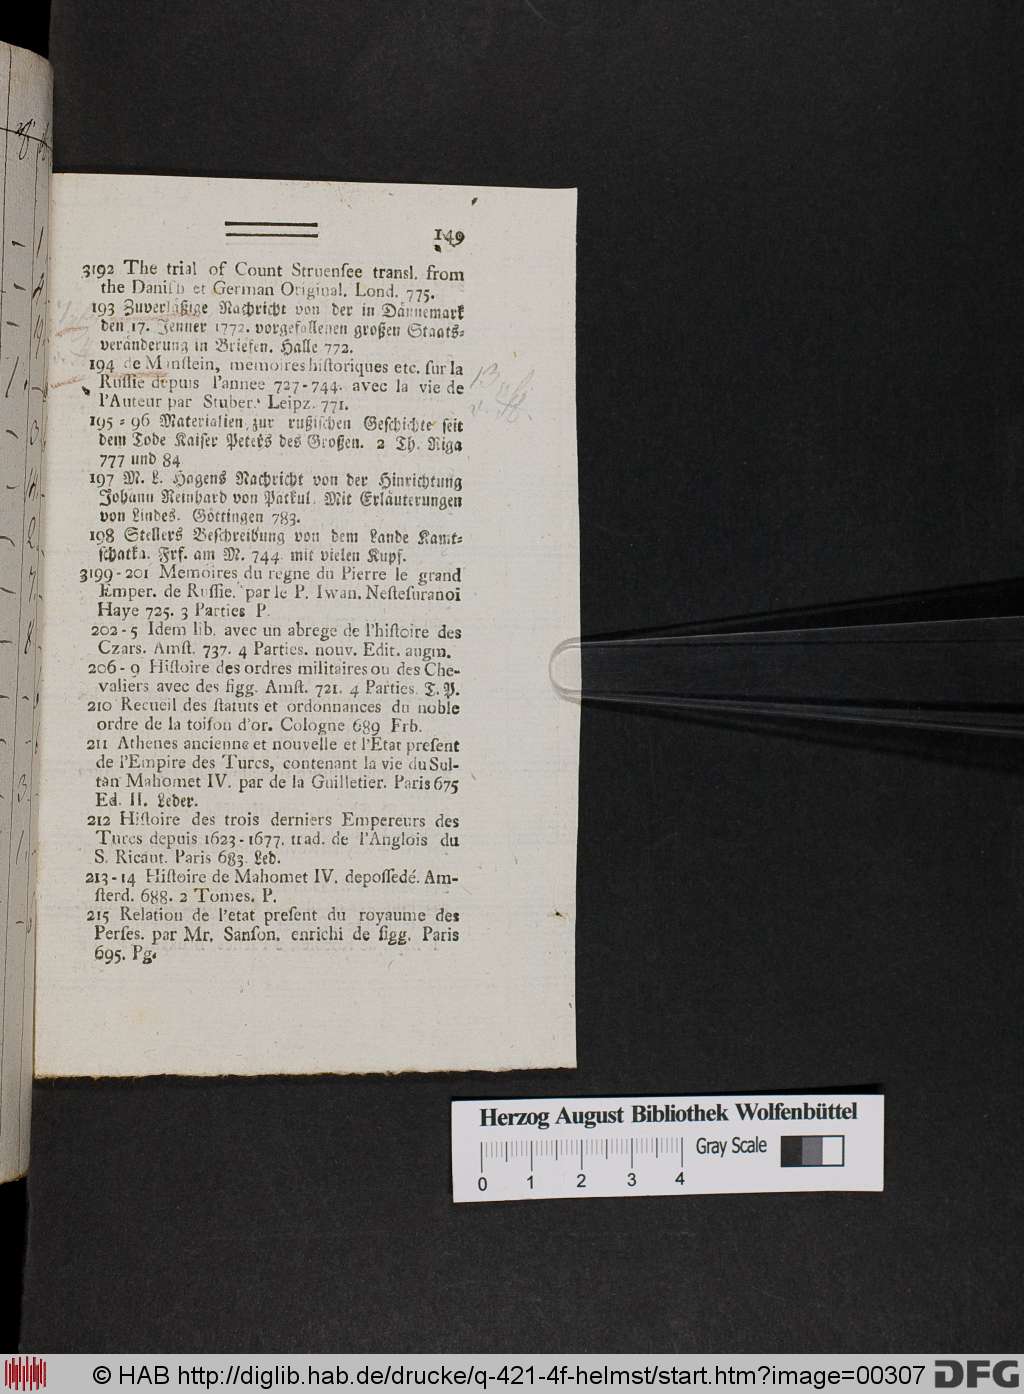 149
3192 The trial of Count Struenſee transl. from
the Daniſh et German Original. Lond. 775.
193 Zuverläßige Nachricht von der in Dännemark
den 17. Jenner 1772. vorgefallenen großen Staats⸗
veränderung in Briefen. Halle 772.
194 de Manſtein, memoires hiſtoriques etc. ſur la
Ruſſie depuis l'annee 727-744. avec la vie de
l'Auteur par Stuber. Leipz. 771.
195⸗96 Materialien zur rußiſchen Geſchichte ſeit
dem Tode Kaiſer Peters des Großen. 2 Th. Riga
777 und 84
197 M. L. Hagens Nachricht von der Hinrichtung
Johann Reinhard von Patkul. Mit Erläuterungen
von Lindes. Göttingen 783.
198 Stellers Beſchreibung von dem Lande Kamt⸗
ſchatka. Frf. am M. 744 mit vielen Kupf.
3199-201 Memoires du regne du Pierre le grand
Emper. de Ruſſie. par le P. Iwan. Neſteſuranoi
Haye 725. 3 Parties P.
202-5 Idem lib. avec un abrege de l'hiſtoire des
Czars. Amſt. 737. 4 Parties. nouv. Edit. augm.
206-9 Hiſtoire des ordres militaires ou des Che-
valiers avec des figg. Amſt. 721. 4 Parties. T. P.
210 Recueil des ſtatuts et ordonnances du noble
ordre de la toiſon d'or. Cologne 689 Frb.
211 Athenes ancienne et nouvelle et l'Etat preſent
de l'Empire des Turcs, contenant la vie du Sul-
tan Mahomet IV. par de la Guilletier. Paris 675
Ed. II. Leder.
212 Hiſtoire des trois derniers Empereurs des
Turcs depuis 1623-1677. trad. de l'Anglois du
S. Ricaut. Paris 683. Led.
213-14 Hiſtoire de Mahomet IV. depoſſedé. Am-
ſterd. 688. 2 Tomes. P.
215 Relation de l'etat preſent du royaume des
Perſes. par Mr. Sanſon. enrichi de figg. Paris
695. Pg.
Herzog August Bibliothek Wolfenbüttel
Gray Scale
0 1 2 3 4
© HAB http://diglib.hab.de/drucke/q-421-4f-helmst/start.htm?image=00307
DFG